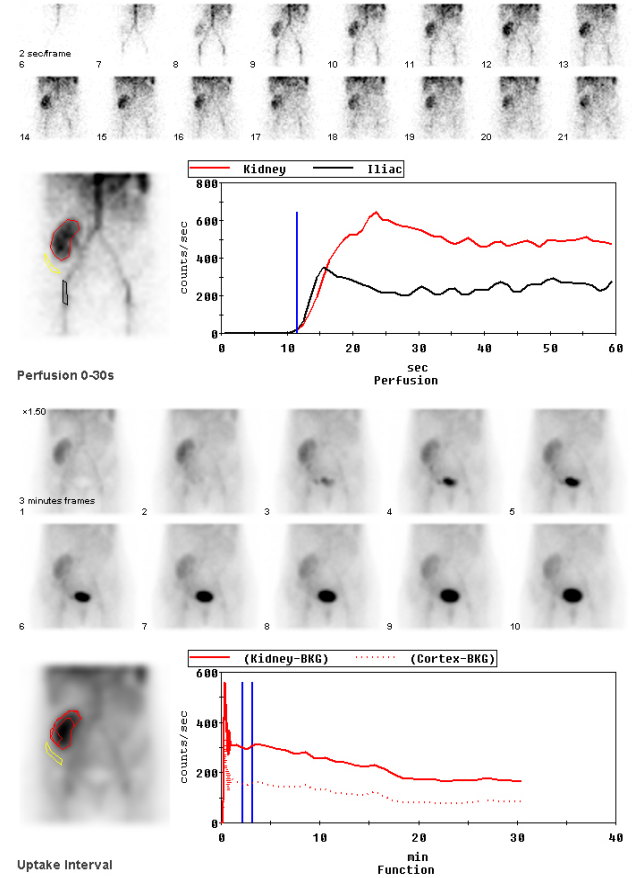 2 sec/frame
6 7 8 9 10 11 12 13
14 15 16 17 18 19 20 21
Kidney Iliac
800
600
400
200
0
counts/sec
0 10 20 30 40 50 60
sec
Perfusion
Perfusion 0-30s
×1.50
3 minutes frames
1 2 3 4 5
6 7 8 9 10
(Kidney-BKG) (Cortex-BKG)
600
400
200
0
counts/sec
0 10 20 30 40
min
Function
Uptake Interval